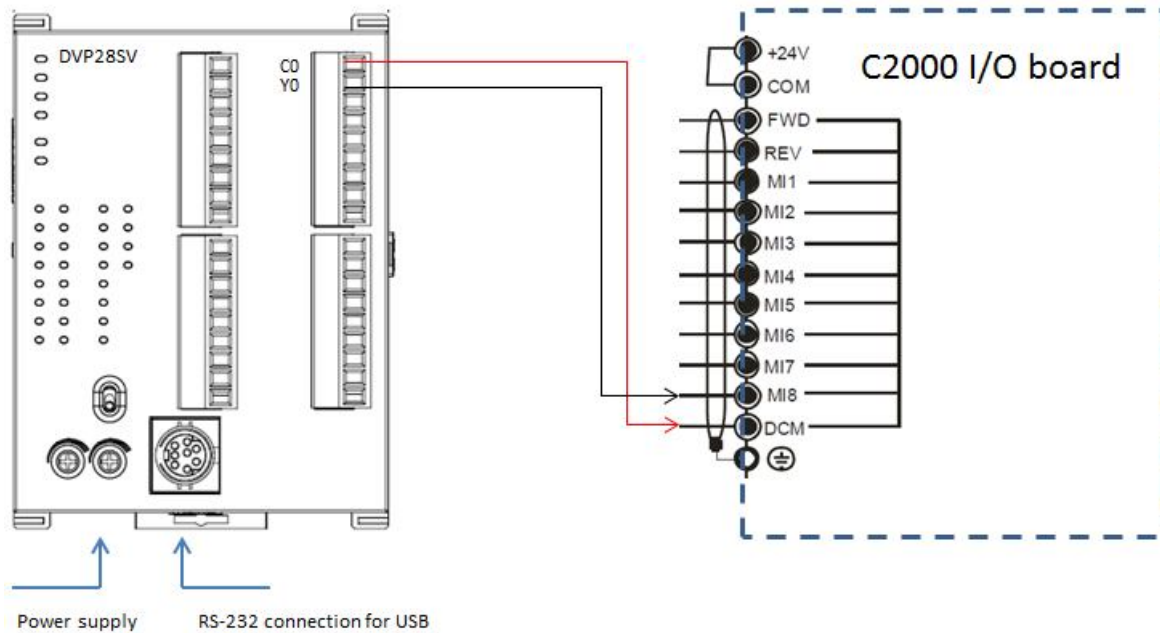 DVP28SV
C0
Y0
C2000 I/O board
+24V
COM
FWD
REV
MI1
MI2
MI3
MI4
MI5
MI6
MI7
MI8
DCM
Power supply
RS-232 connection for USB